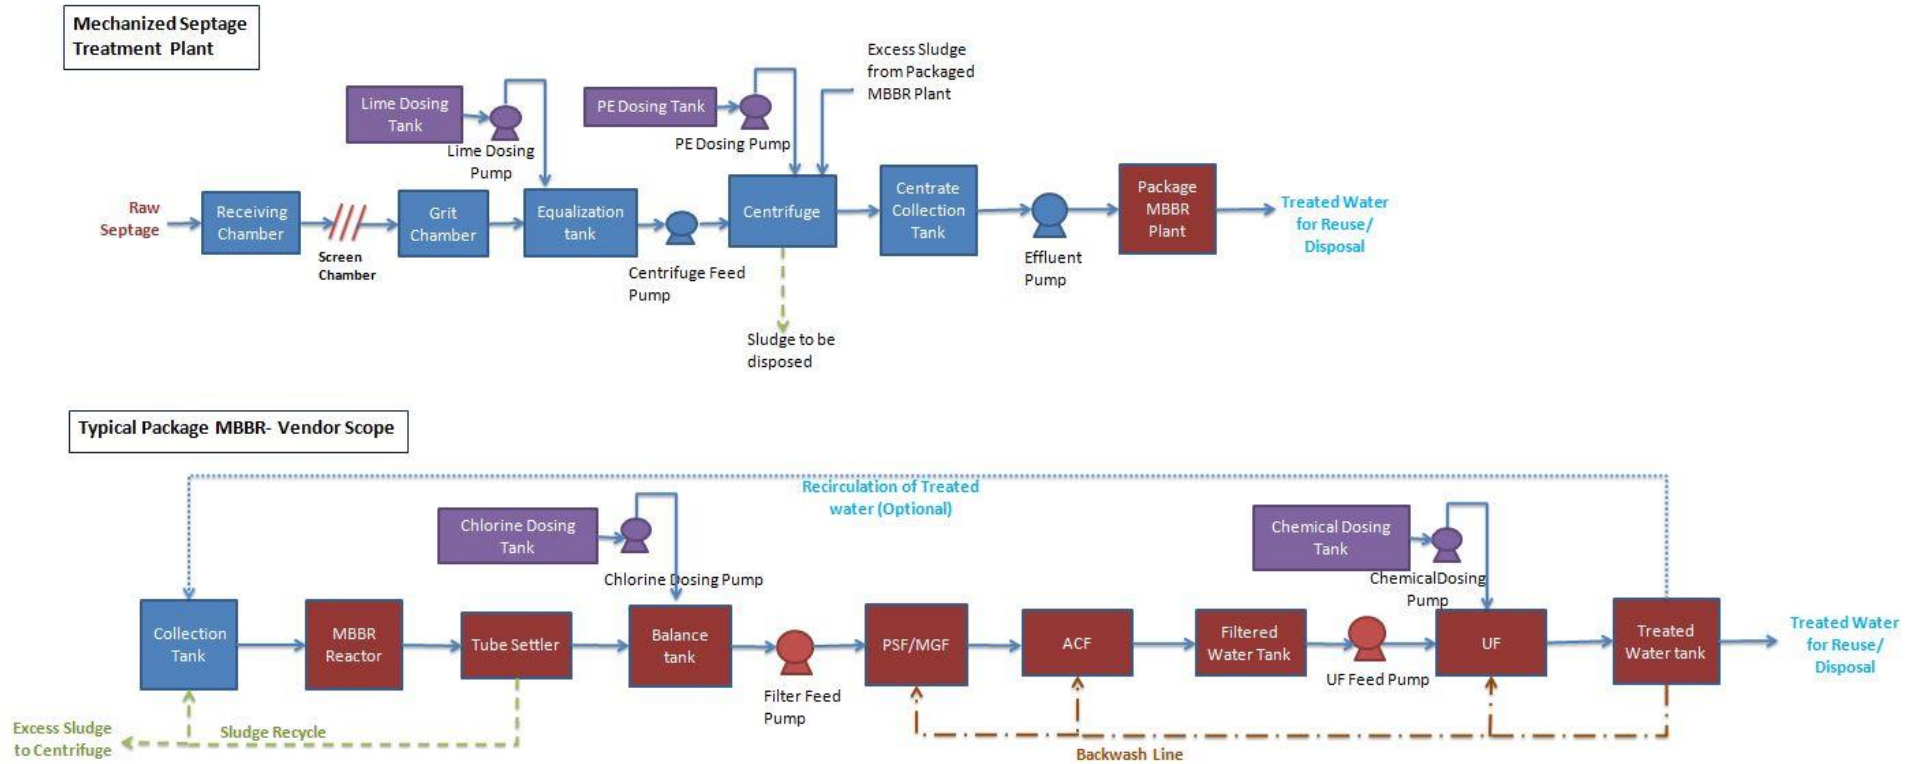 Mechanized Septage
Treatment Plant
Excess Sludge
from Packaged
MBBR Plant
Lime Dosing
Tank
Lime Dosing
Pump
PE Dosing Tank
PE Dosing Pump
Raw
Septage
Receiving
Chamber
Screen
Chamber
Grit
Chamber
Equalization
tank
Centrifuge Feed
Pump
Centrifuge
Sludge to be
disposed
Centrate
Collection
Tank
Effluent
Pump
Package
MBBR
Plant
Treated Water
for Reuse/
Disposal
Typical Package MBBR- Vendor Scope
Recirculation of Treated
water (Optional)
Chlorine Dosing
Tank
Chlorine Dosing Pump
Chemical Dosing
Tank
ChemicalDosing
Pump
Collection
Tank
MBBR
Reactor
Tube Settler
Balance
tank
Filter Feed
Pump
PSF/MGF
ACF
Filtered
Water Tank
UF Feed Pump
UF
Treated
Water tank
Treated Water
for Reuse/
Disposal
Excess Sludge
to Centrifuge
Sludge Recycle
Backwash Line